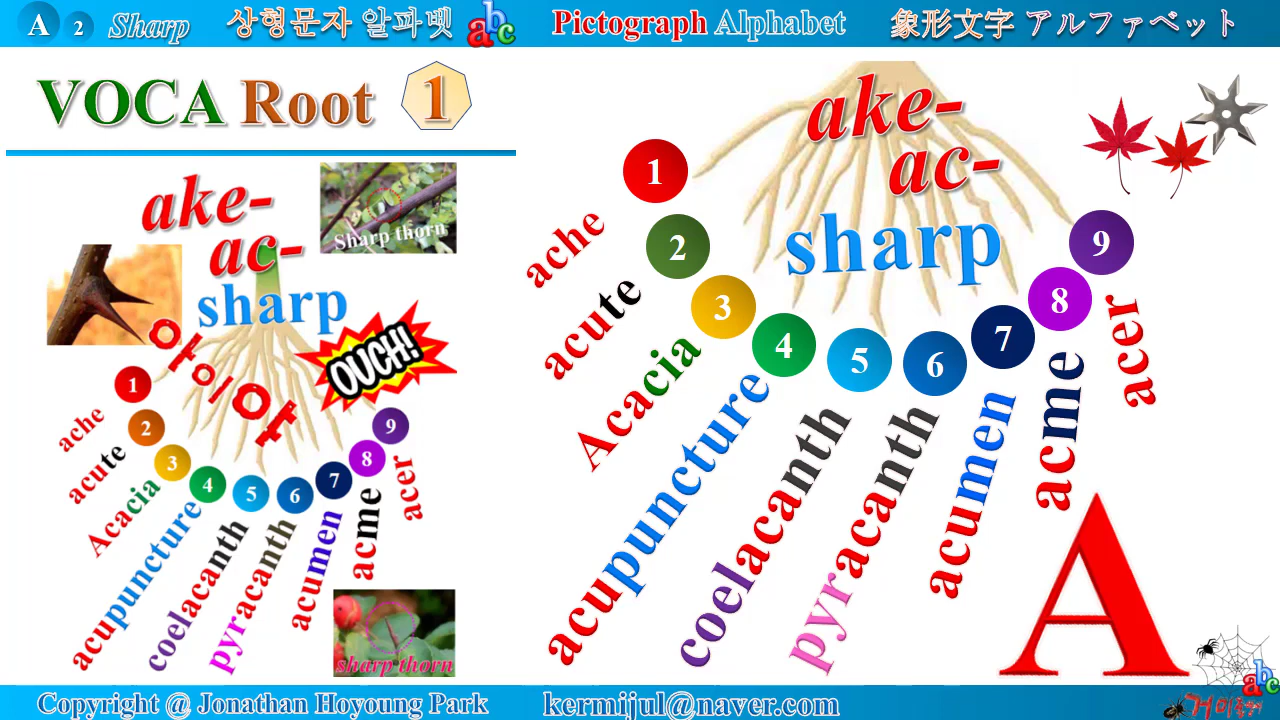 A 2 Sharp 상형문자 알파벳 abc Pictograph Alphabet 象形文字 アルファベット
VOCA Root 1
ake-
ac-
sharp
Sharp thorn
아이야
OUCH!
1 ache
2 acute
3 Acacia
4 acupuncture
5 coelacanth
6 pyracanth
7 acumen
8 acme
9 acer
sharp thorn
ake-
ac-
sharp
1 ache
2 acute
3 Acacia
4 acupuncture
5 coelacanth
6 pyracanth
7 acumen
8 acme
9 acer
A
abc
Copyright @ Jonathan Hoyoung Park kermijul@naver.com